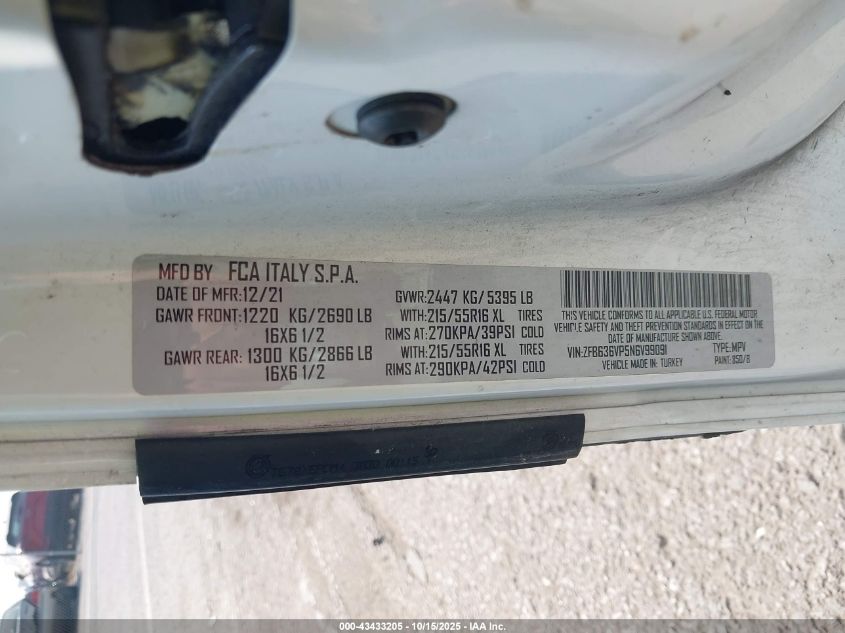 MFD BY FCA ITALY S.P.A.
DATE OF MFR:12/21 GVWR:2447 KG/ 5395 LB
GAWR FRONT:1220 KG/2690 LB WITH:215/55R16 XL TIRES
16X6 1/2 RIMS AT:270KPA/39PSI COLD
GAWR REAR: 1300 KG/2866 LB WITH:215/55R16 XL TIRES
16X6 1/2 RIMS AT:290KPA/42PSI COLD
THIS VEHICLE CONFORMS TO ALL APPLICABLE U.S. FEDERAL MOTOR
VEHICLE SAFETY AND THEFT PREVENTION STANDARDS IN EFFECT ON THE
DATE OF MANUFACTURE SHOWN ABOVE
VIN:ZFB636VP5N6V99091 TYPE:MPV
VEHICLE MADE IN: TURKEY PAINT: 850/B
000-43433205 - 10/15/2025 - IAA Inc.